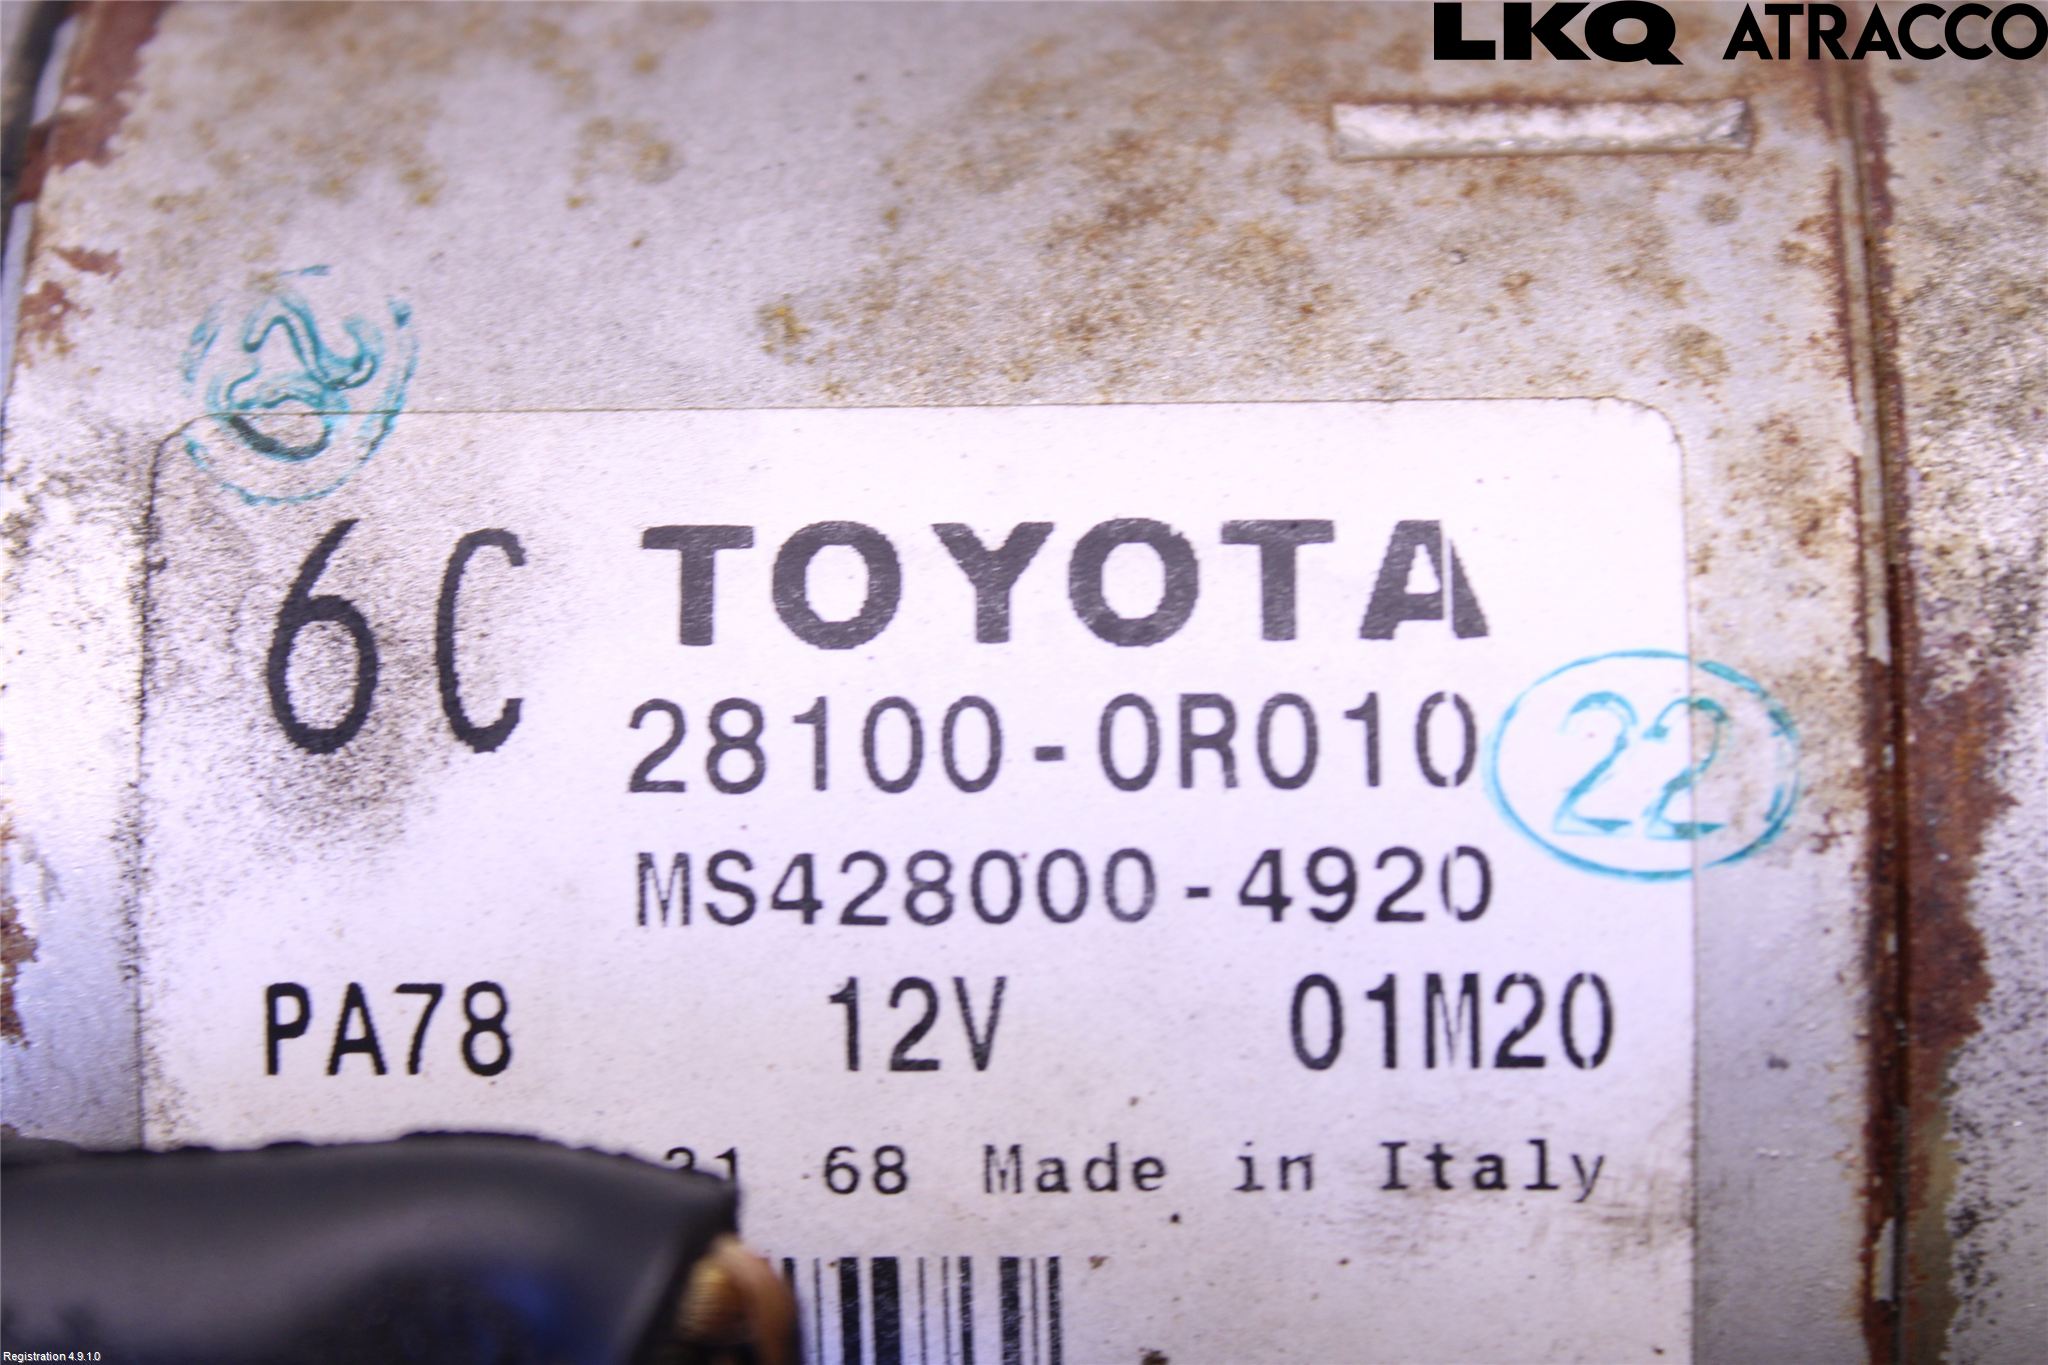 LKQ ATRACCO
6C TOYOTA
28100-0R010
22
MS428000-4920
PA78 12V 01M20
31 68 Made in Italy
Registration 4.9.1.0